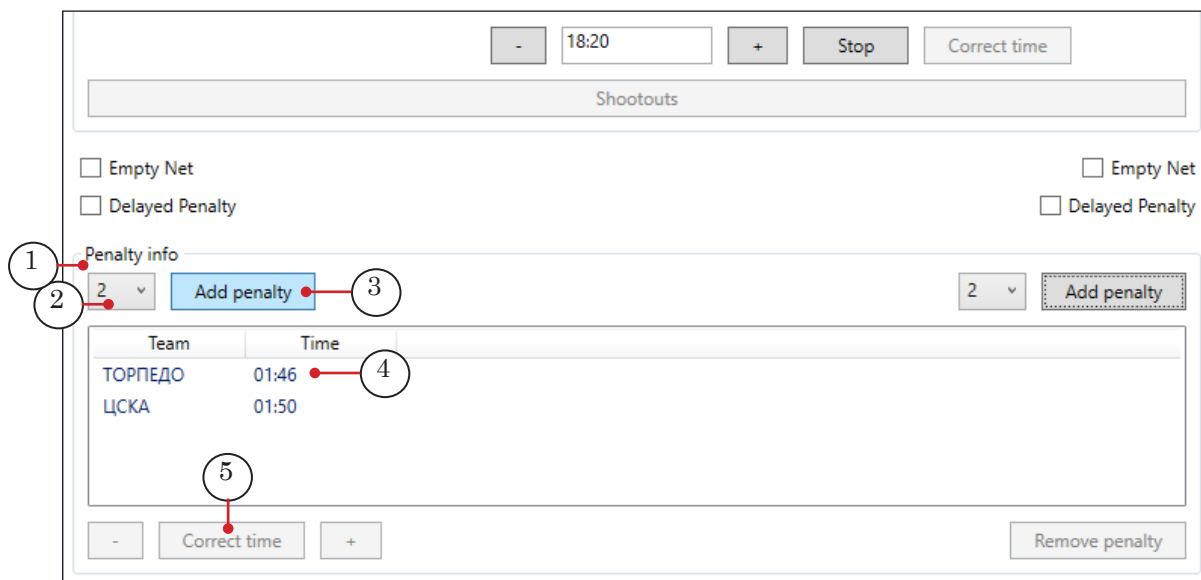 - 18:20 + Stop Correct time
Shootouts
Empty Net Empty Net
Delayed Penalty Delayed Penalty
1 Penalty info
2 Add penalty 3 2 Add penalty
2
Team Time
ТОРПЕДО 01:46 4
ЦСКА 01:50
5
- Correct time + Remove penalty